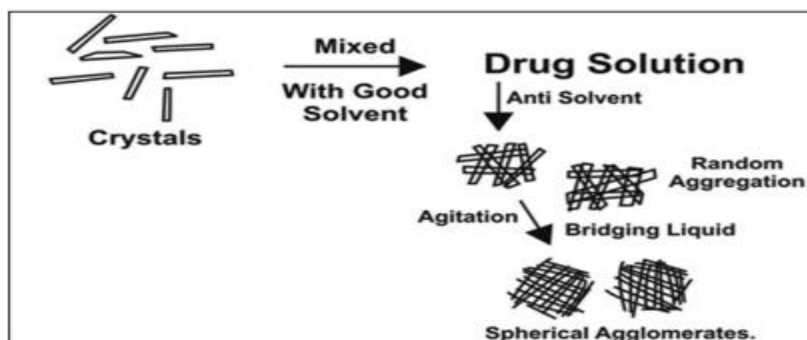 Mixed
With Good
Solvent
Crystals
Drug Solution
Anti Solvent
Random
Aggregation
Agitation
Bridging Liquid
Spherical Agglomerates.